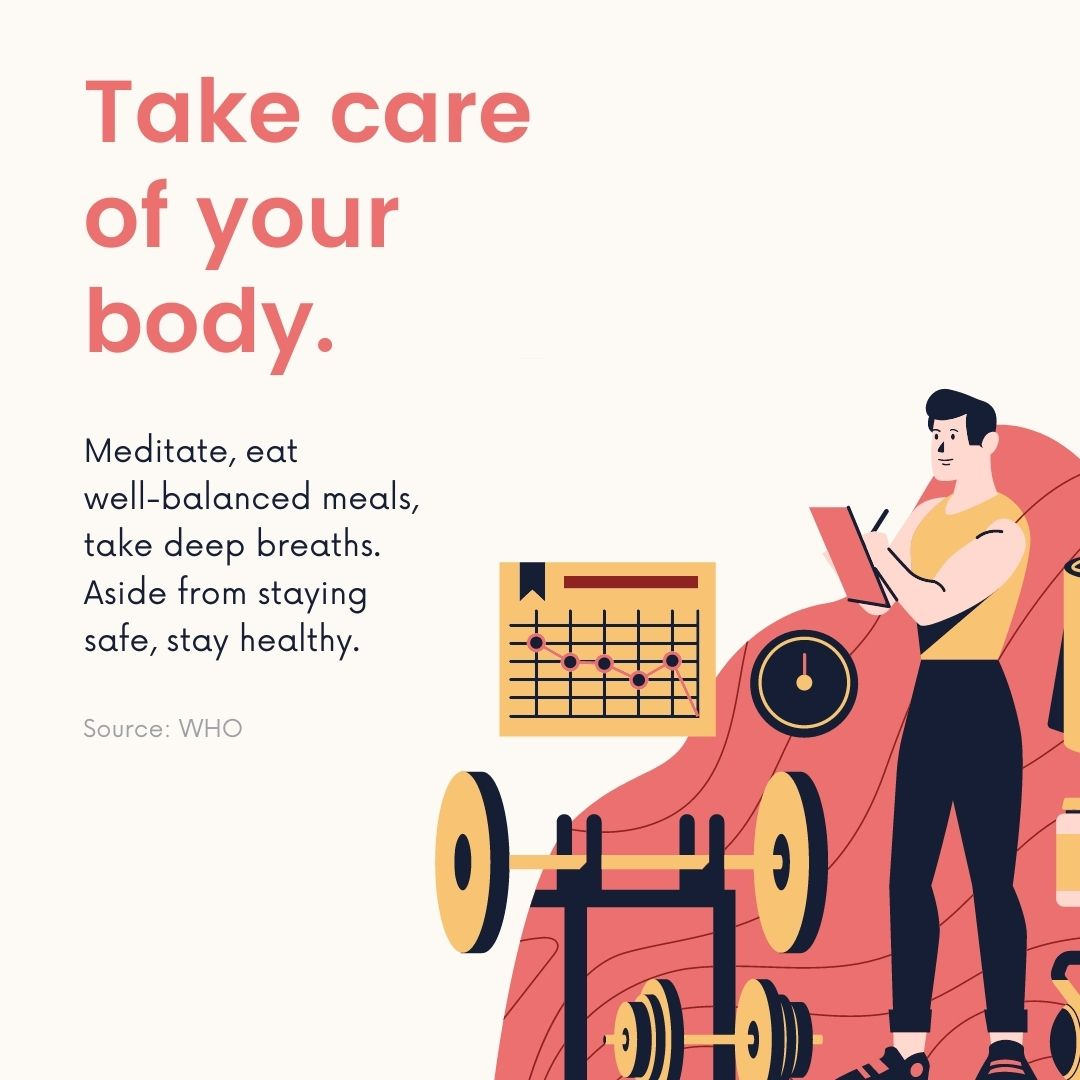 Take care
of your
body.
Meditate, eat
well-balanced meals,
take deep breaths.
Aside from staying
safe, stay healthy.
Source: WHO